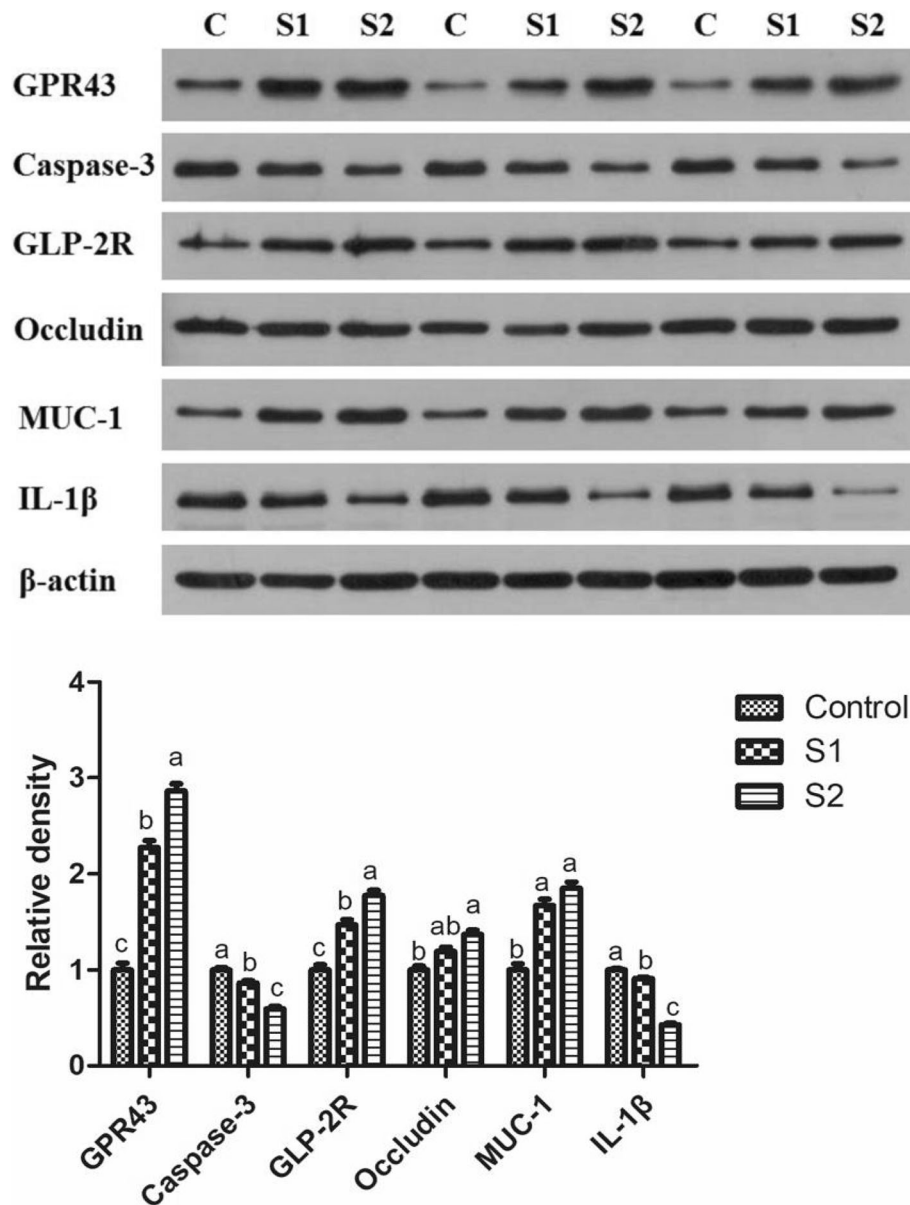 C S1 S2 C S1 S2 C S1 S2
GPR43
Caspase-3
GLP-2R
Occludin
MUC-1
IL-1β
β-actin
4
3
2
1
0
Relative density
c b a
a b c
c b a
b ab a
b a a
a b c
GPR43
Caspase-3
GLP-2R
Occludin
MUC-1
IL-1β
Control
S1
S2